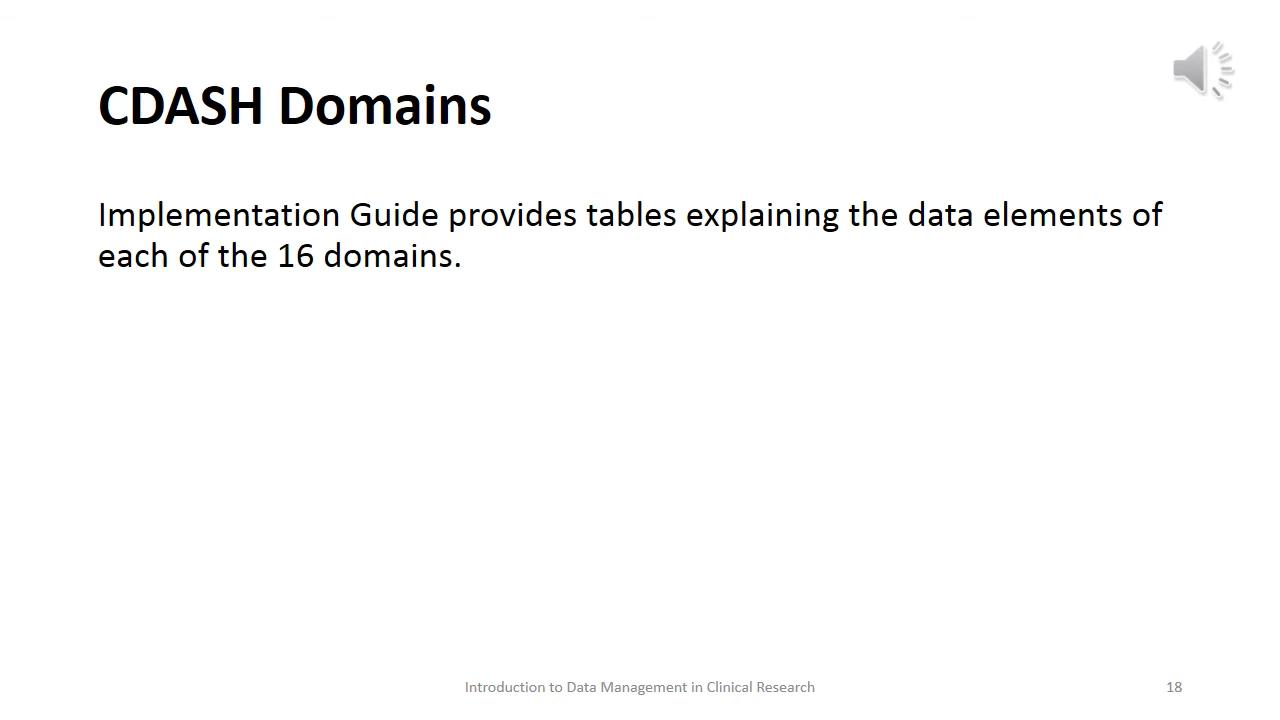 CDASH Domains
Implementation Guide provides tables explaining the data elements of
each of the 16 domains.
Introduction to Data Management in Clinical Research
18